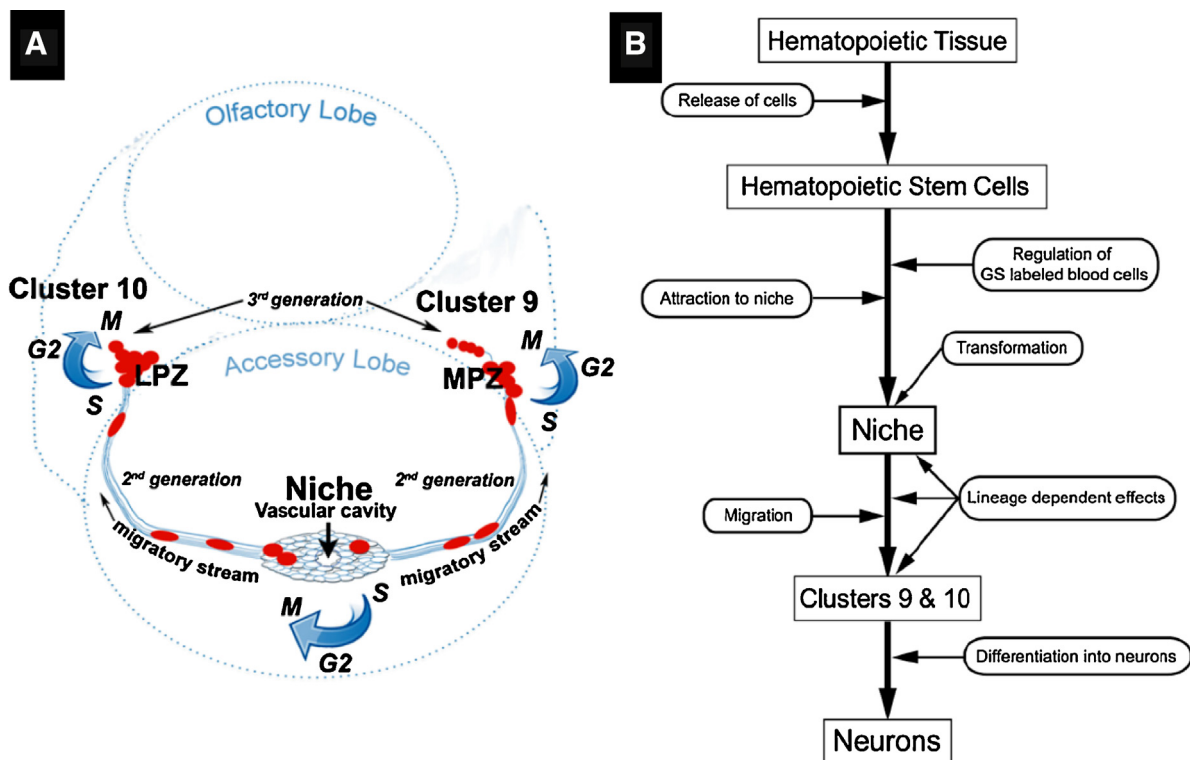 A
Olfactory Lobe
Cluster 10
3rd generation
Cluster 9
M
G2
S
LPZ
Accessory Lobe
MPZ
M
G2
S
2nd generation
Niche
Vascular cavity
2nd generation
migratory stream
migratory stream
M
S
G2
B
Hematopoietic Tissue
Release of cells
Hematopoietic Stem Cells
Regulation of
GS labeled blood cells
Attraction to niche
Transformation
Niche
Lineage dependent effects
Migration
Clusters 9 & 10
Differentiation into neurons
Neurons